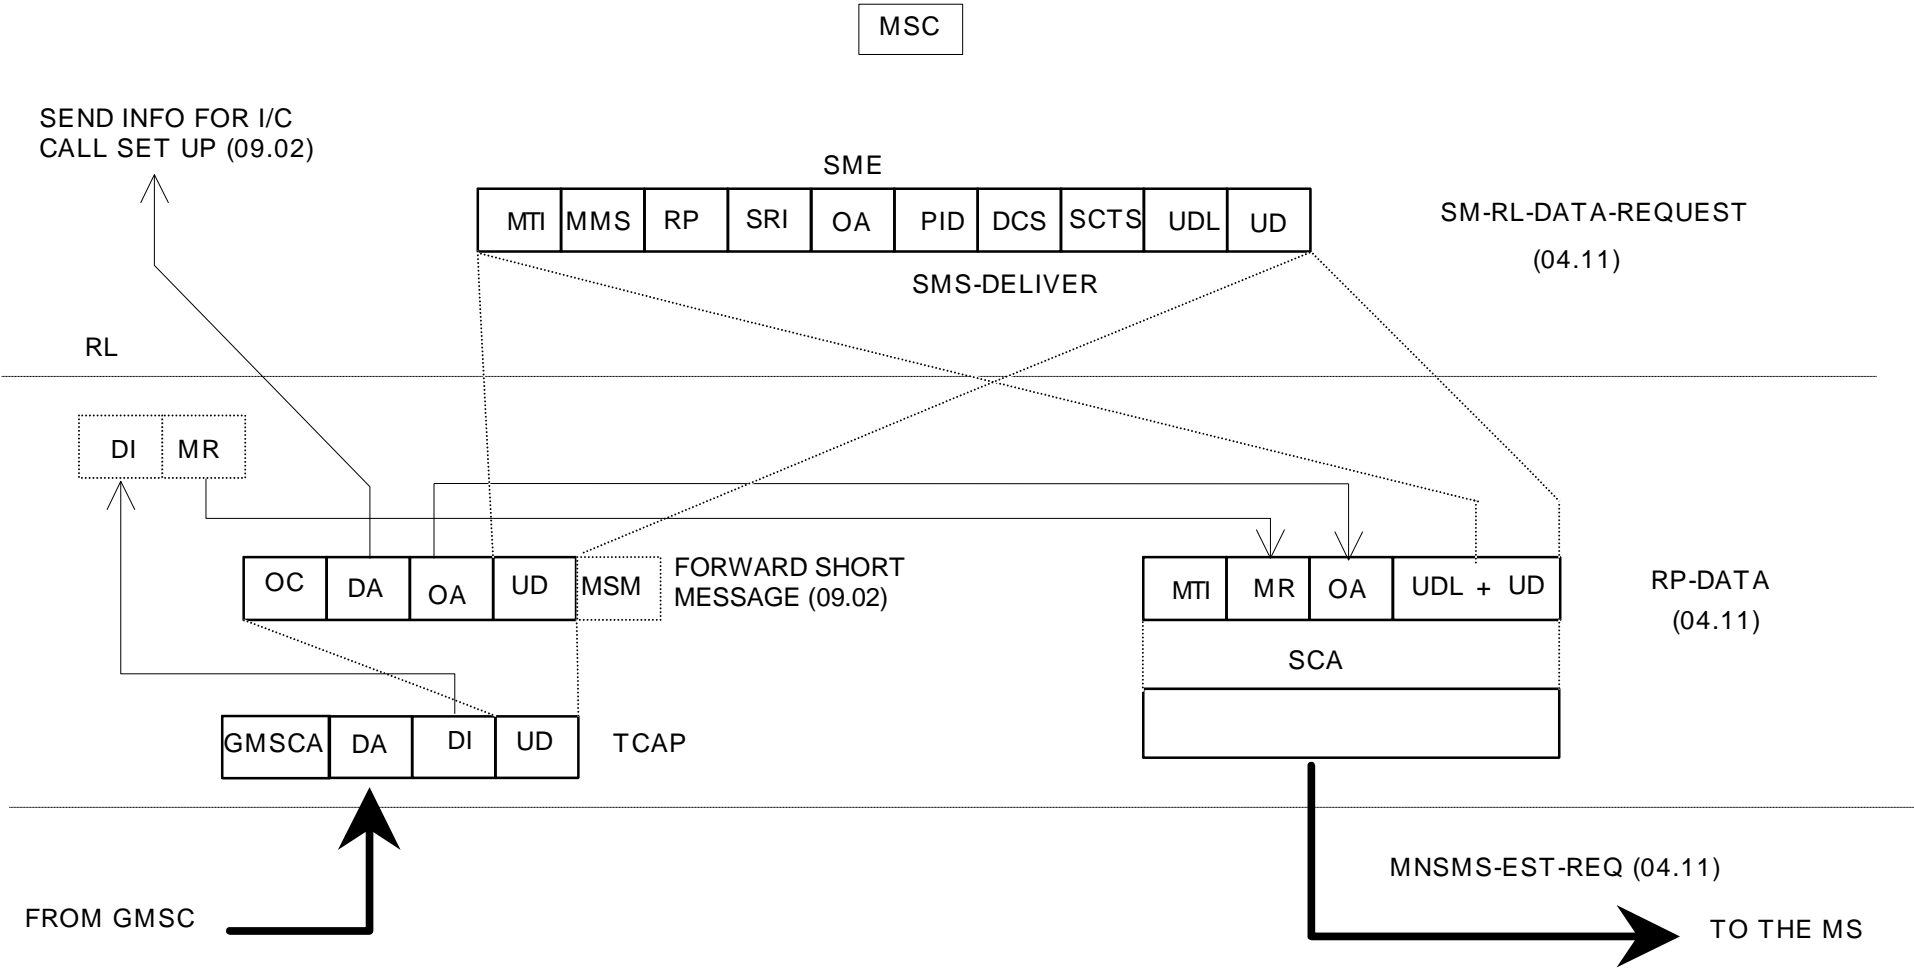 MSC
SEND INFO FOR I/C
CALL SET UP (09.02)
SME
MTI MMS RP SRI OA PID DCS SCTS UDL UD
SM-RL-DATA-REQUEST
(04.11)
SMS-DELIVER
RL
DI MR
OC DA OA UD MSM
FORWARD SHORT
MESSAGE (09.02)
MTI MR OA UDL + UD
RP-DATA
(04.11)
SCA
GMSCA DA DI UD TCAP
MNSMS-EST-REQ (04.11)
FROM GMSC
TO THE MS